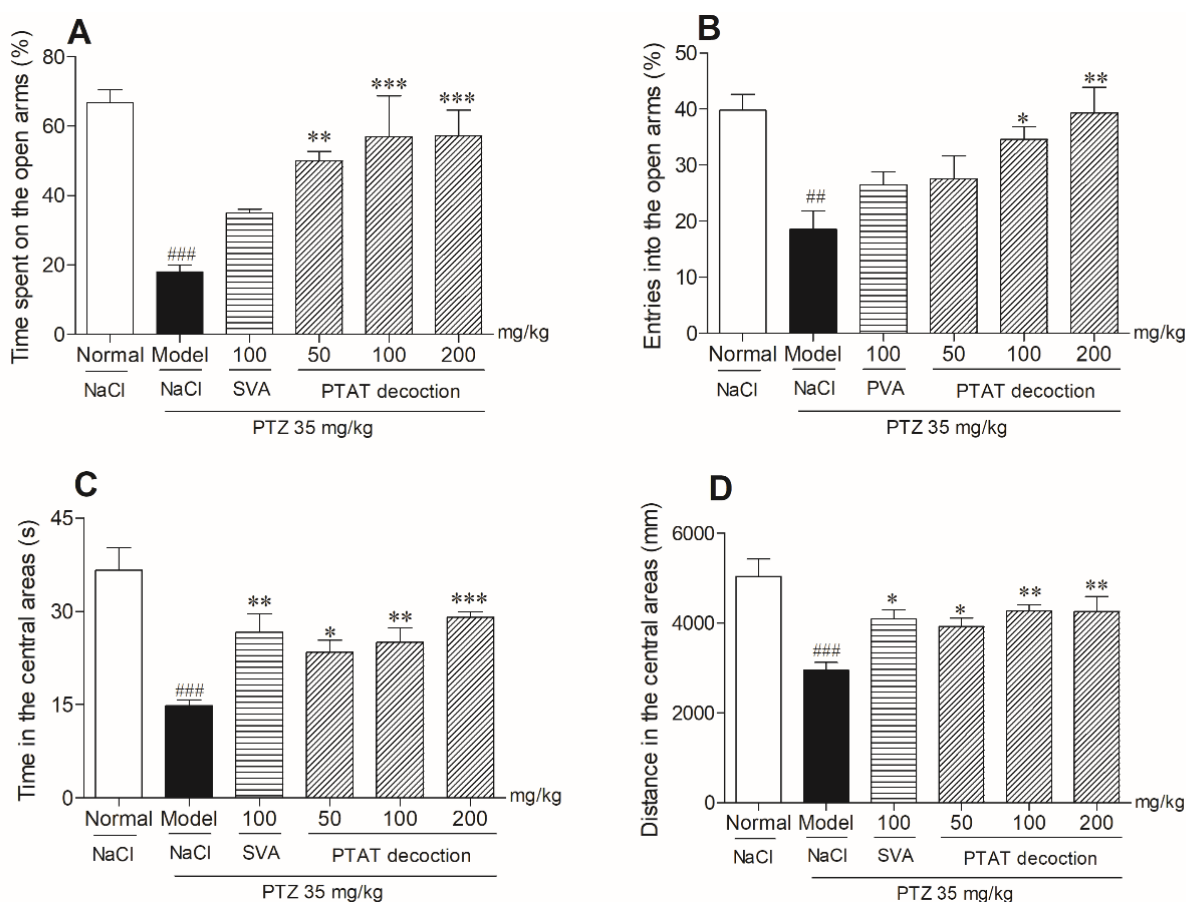 A
Time spent on the open arms (%)
80
60
40
20
0
###
**
***
***
Normal Model 100 50 100 200 mg/kg
NaCl NaCl SVA PTAT decoction
PTZ 35 mg/kg
B
Entries into the open arms (%)
50
40
30
20
10
0
##
*
**
Normal Model 100 50 100 200 mg/kg
NaCl NaCl PVA PTAT decoction
PTZ 35 mg/kg
C
Time in the central areas (s)
45
30
15
0
###
**
*
**
***
Normal Model 100 50 100 200 mg/kg
NaCl NaCl SVA PTAT decoction
PTZ 35 mg/kg
D
Distance in the central areas (mm)
6000
4000
2000
0
###
*
*
**
**
Normal Model 100 50 100 200 mg/kg
NaCl NaCl SVA PTAT decoction
PTZ 35 mg/kg